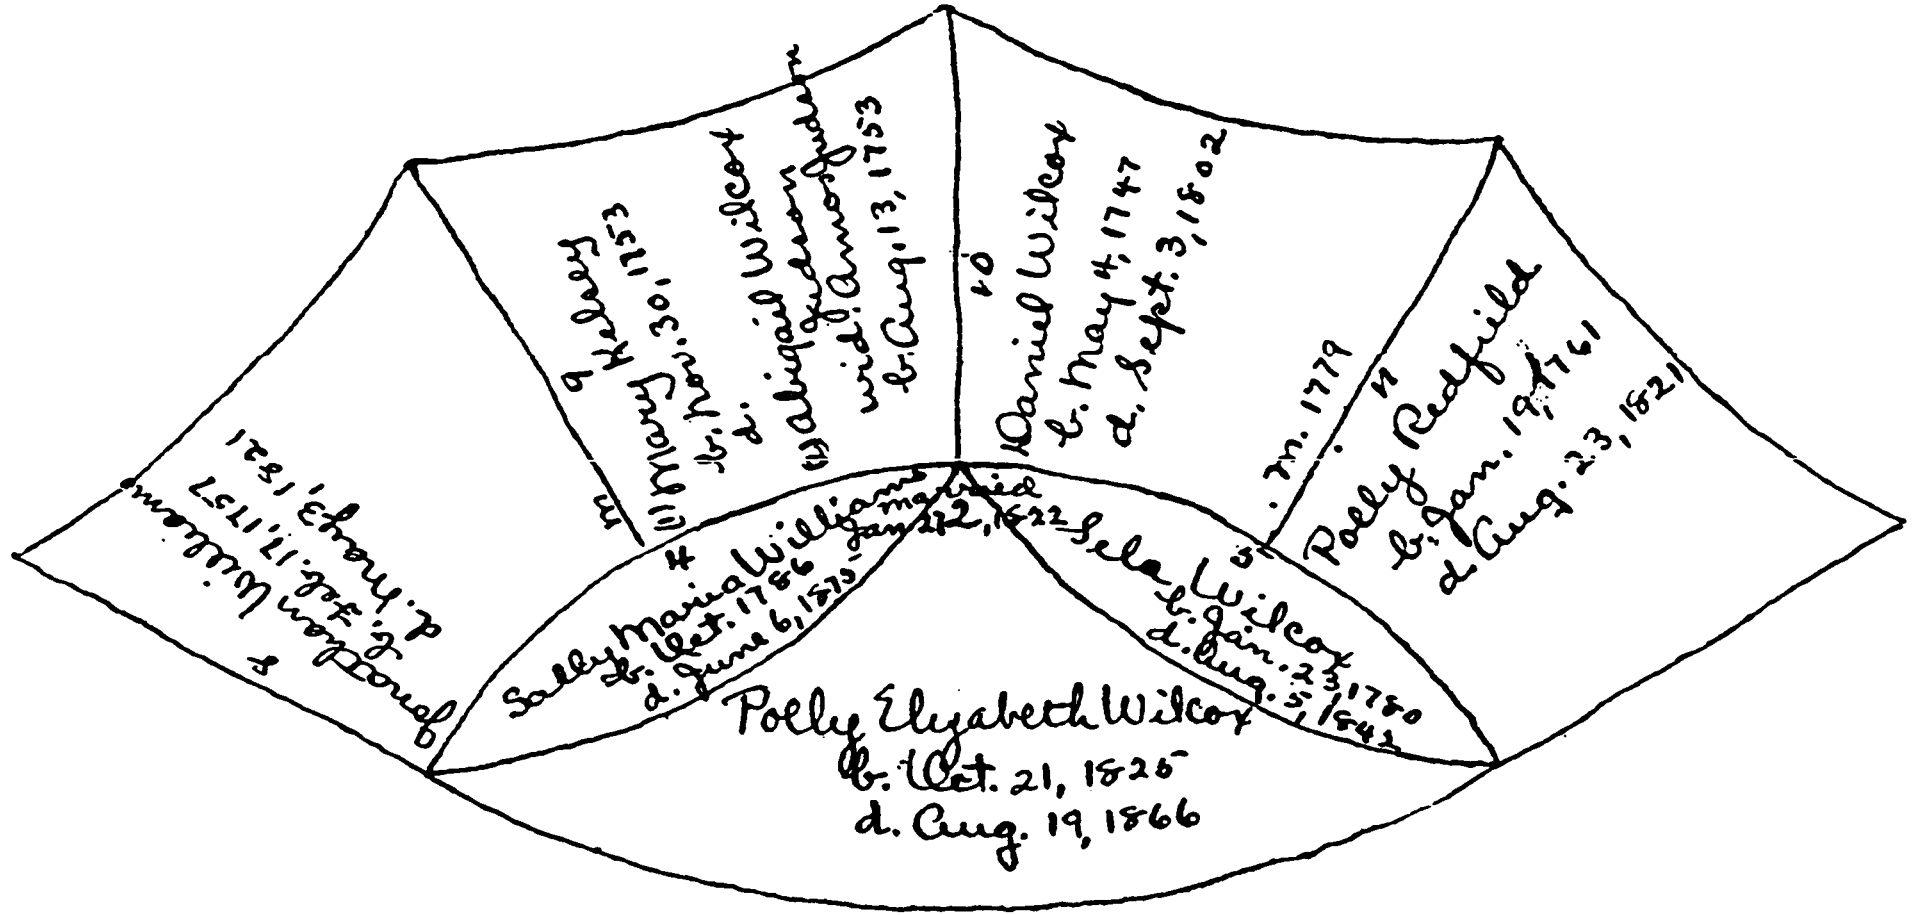 8
Jonathan Williams
b. Feb. 17, 1757
d. May 3, 1821
m
9
(1) Mary Kelsey
b. Nov. 30, 1753
d.
Abigail Wilcox
Judson
wid. Amos Judson
b. Aug. 13, 1753
10
Daniel Wilcox
b. May 4, 1747
d. Sept. 3, 1802
m. 1779
11
Polly Redfield
b. Jan. 19, 1761
d. Aug. 23, 1821
4
Sally Maria Williams
b. Oct. 1786
d. June 6, 1875
married
Jan 22, 1822
5
Sela Wilcox
b. Jan. 23, 1780
d. Aug. 5, 1842
Polly Elizabeth Wilcox
b. Oct. 21, 1825
d. Aug. 19, 1866